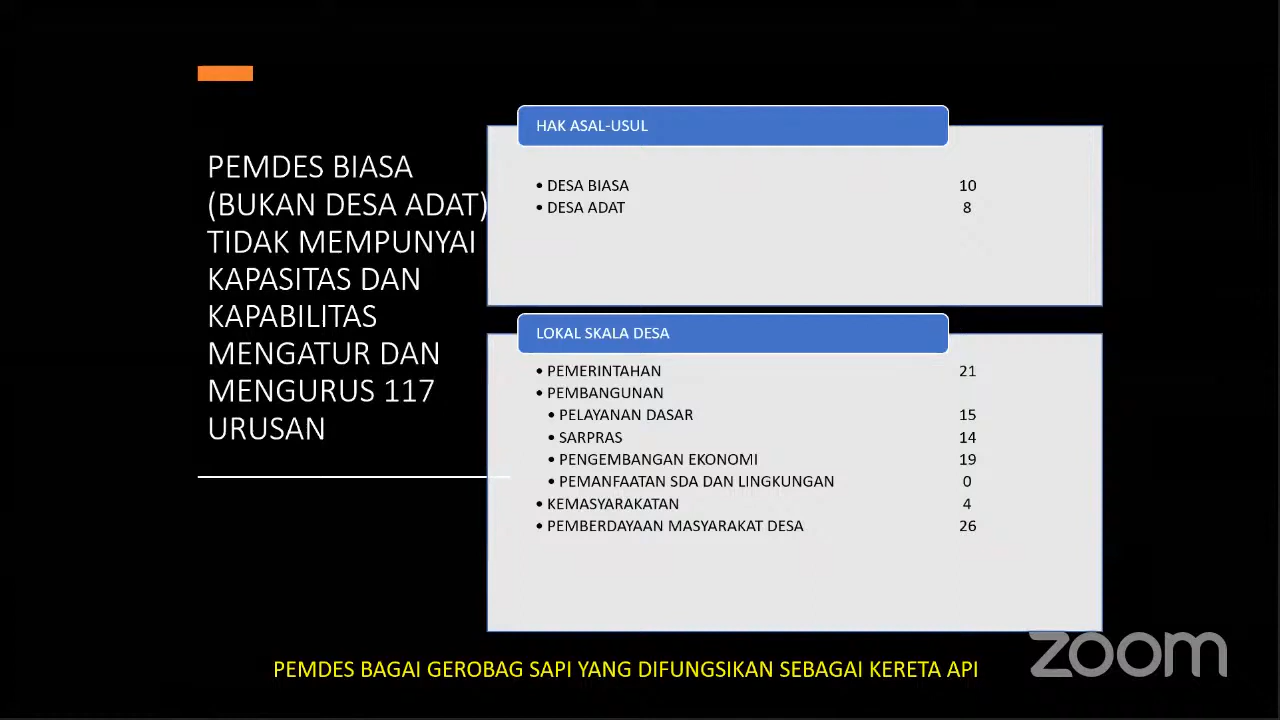 PEMDES BIASA
(BUKAN DESA ADAT)
TIDAK MEMPUNYAI
KAPASITAS DAN
KAPABILITAS
MENGATUR DAN
MENGURUS 117
URUSAN
HAK ASAL-USUL
• DESA BIASA 10
• DESA ADAT 8
LOKAL SKALA DESA
• PEMERINTAHAN 21
• PEMBANGUNAN
• PELAYANAN DASAR 15
• SARPRAS 14
• PENGEMBANGAN EKONOMI 19
• PEMANFAATAN SDA DAN LINGKUNGAN 0
• KEMASYARAKATAN 4
• PEMBERDAYAAN MASYARAKAT DESA 26
PEMDES BAGAI GEROBAG SAPI YANG DIFUNGSIKAN SEBAGAI KERETA API
zoom